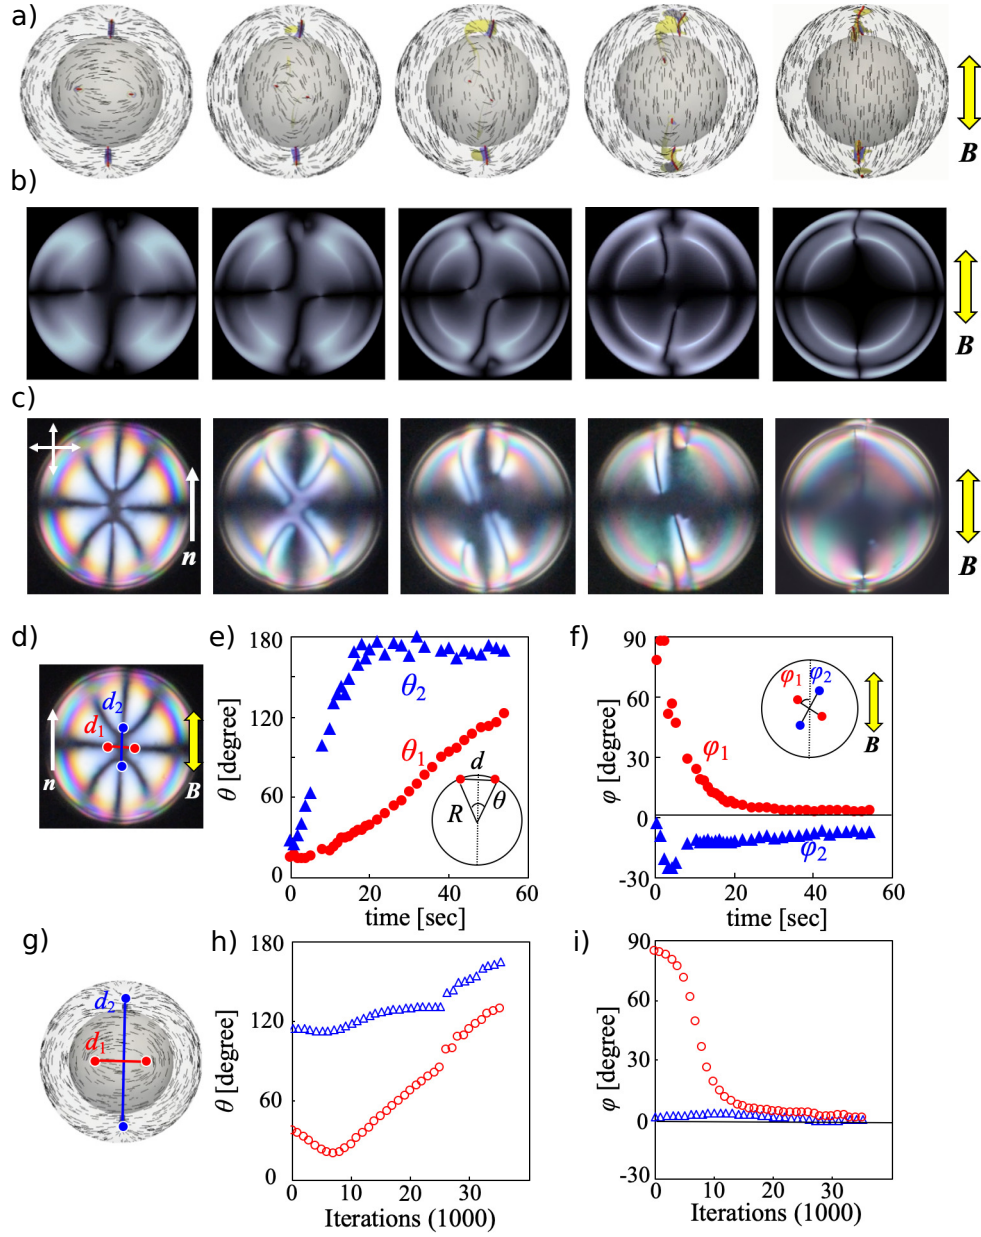 a)
B
b)
B
c)
n
B
d)
d₂
d₁
n
B
e)
180
120
60
0
θ [degree]
θ₂
θ₁
d
R
θ
0
20
40
60
time [sec]
f)
90
60
30
0
-30
φ [degree]
φ₁
φ₂
B
φ₂
0
20
40
60
time [sec]
φ₁
g)
d₂
d₁
h)
180
120
60
0
θ [degree]
0
10
20
30
Iterations (1000)
i)
90
60
30
0
-30
φ [degree]
0
10
20
30
Iterations (1000)